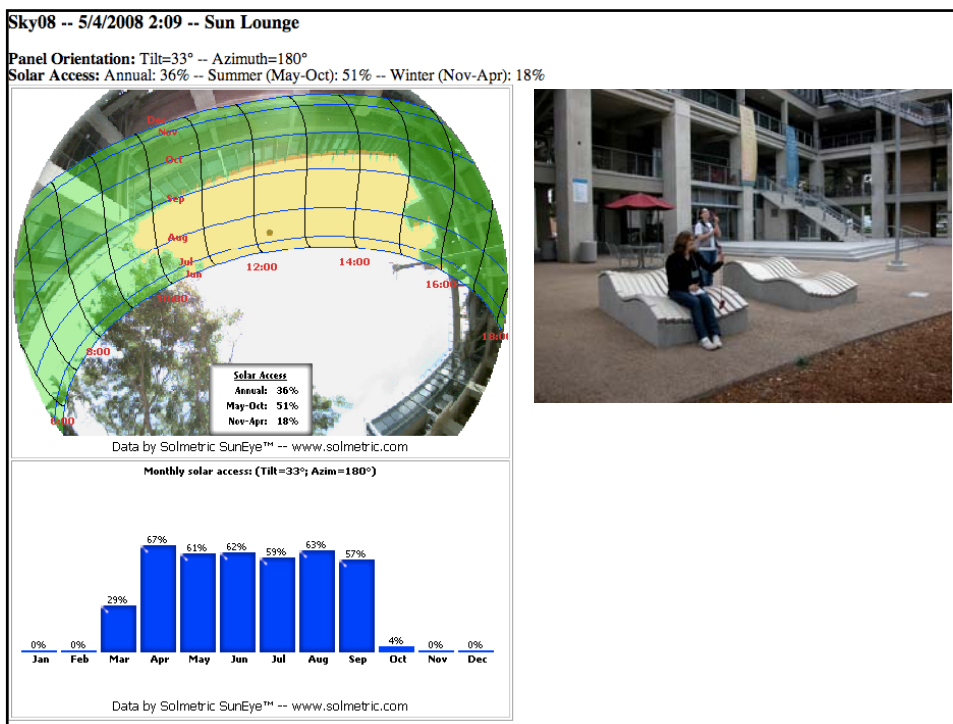 Sky08 -- 5/4/2008 2:09 -- Sun Lounge
Panel Orientation: Tilt=33° -- Azimuth=180°
Solar Access: Annual: 36% -- Summer (May-Oct): 51% -- Winter (Nov-Apr): 18%
Dec
Nov
Oct
Sep
Aug
Jul
Jun
12:00
14:00
10:00
16:00
8:00
18:00
6:00
Solar Access
Annual: 36%
May-Oct: 51%
Nov-Apr: 18%
Data by Solmetric SunEye™ -- www.solmetric.com
Monthly solar access: (Tilt=33°; Azim=180°)
0% 0% 29% 67% 61% 62% 59% 63% 57% 4% 0% 0%
Jan Feb Mar Apr May Jun Jul Aug Sep Oct Nov Dec
Data by Solmetric SunEye™ -- www.solmetric.com